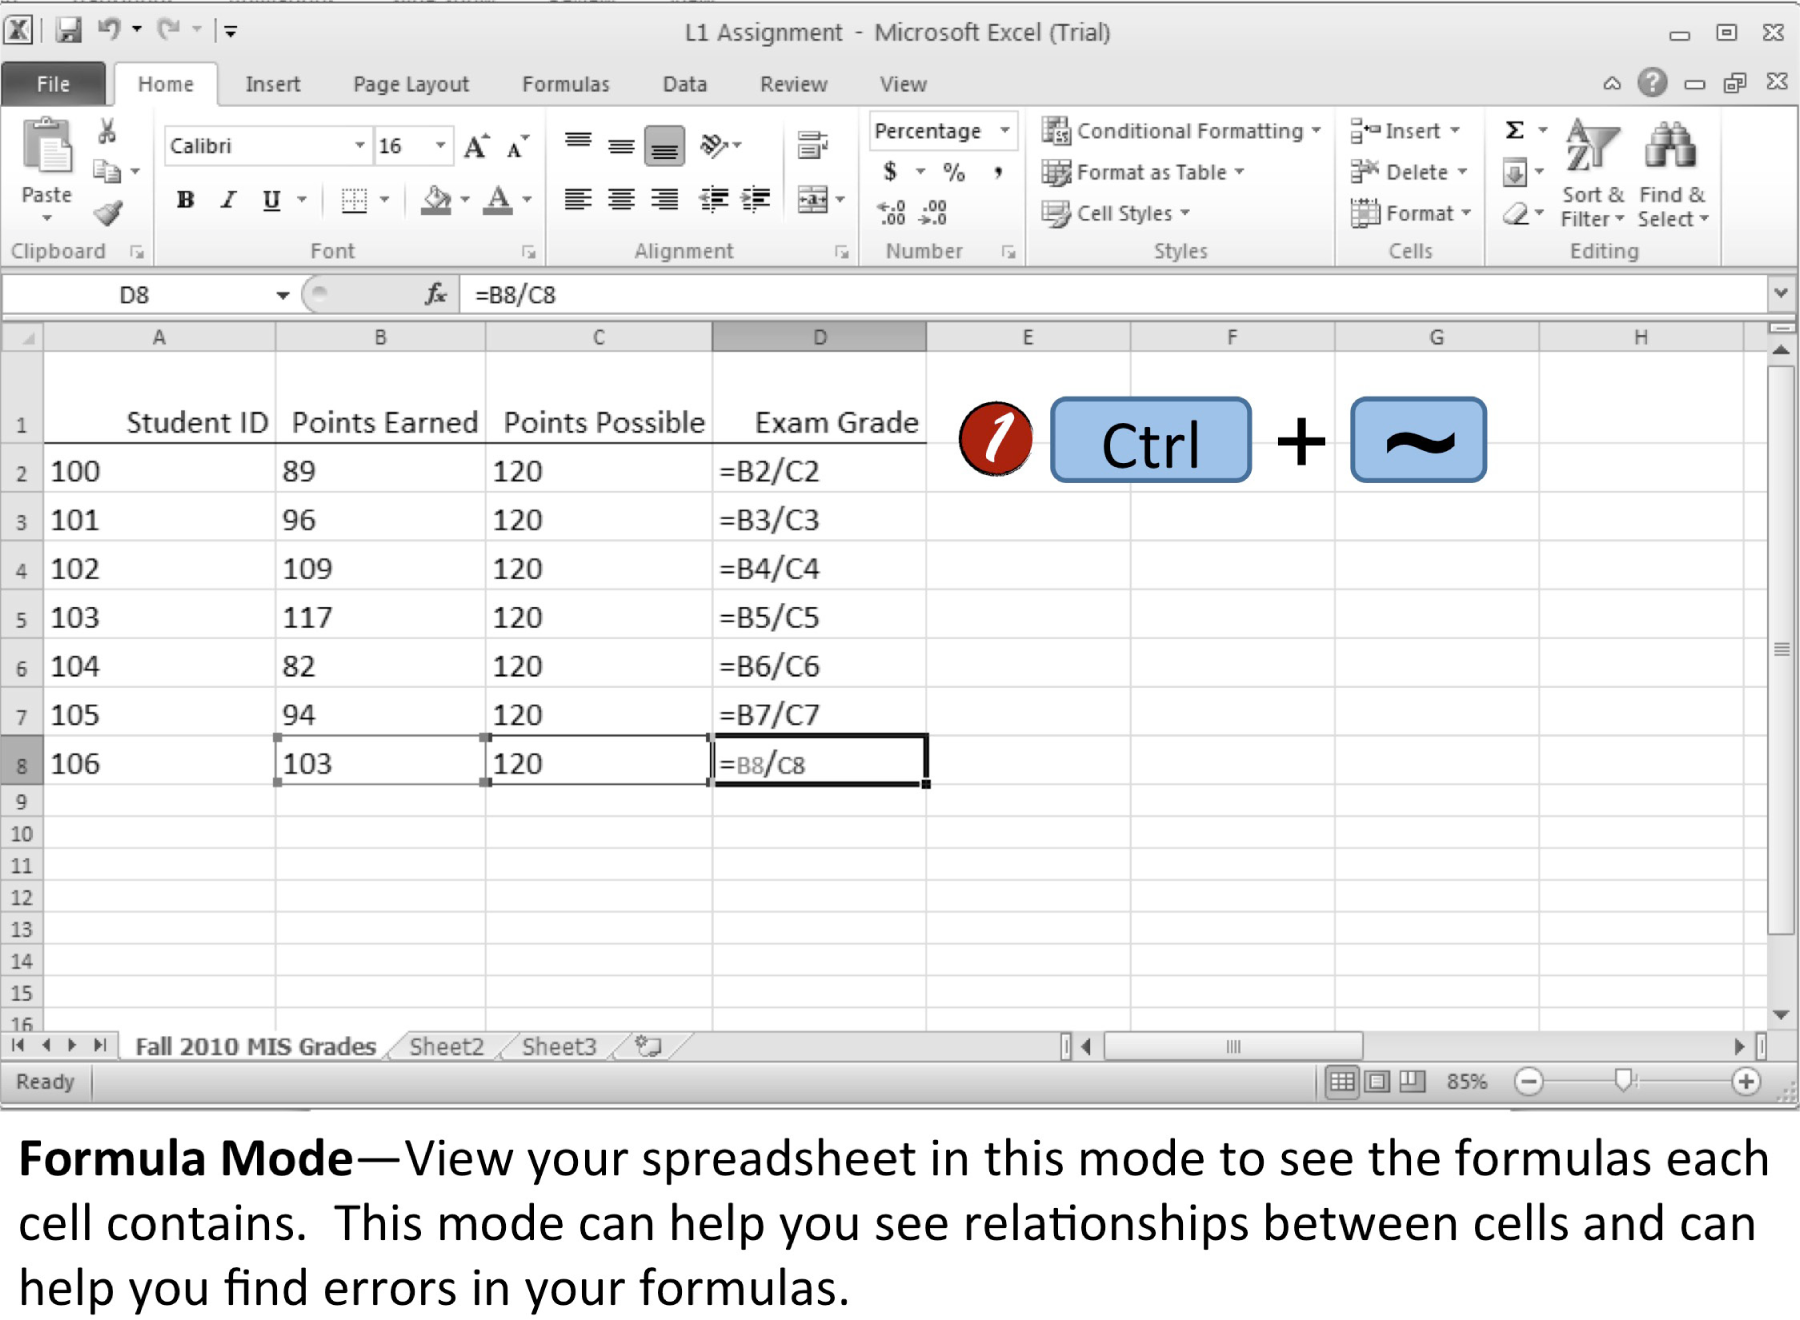 L1 Assignment - Microsoft Excel (Trial)
File Home Insert Page Layout Formulas Data Review View
Paste
Clipboard
Calibri 16
B I U
Font
Alignment
Percentage
$ % ,
Number
Conditional Formatting
Format as Table
Cell Styles
Styles
Insert
Delete
Format
Cells
Σ
Sort & Filter
Find & Select
Editing
D8 fx =B8/C8
A B C D E F G H
1 Student ID Points Earned Points Possible Exam Grade
1 Ctrl + ~
2 100 89 120 =B2/C2
3 101 96 120 =B3/C3
4 102 109 120 =B4/C4
5 103 117 120 =B5/C5
6 104 82 120 =B6/C6
7 105 94 120 =B7/C7
8 106 103 120 =B8/C8
9
10
11
12
13
14
15
16
Fall 2010 MIS Grades Sheet2 Sheet3
Ready 85%
Formula Mode—View your spreadsheet in this mode to see the formulas each
cell contains. This mode can help you see relationships between cells and can
help you find errors in your formulas.